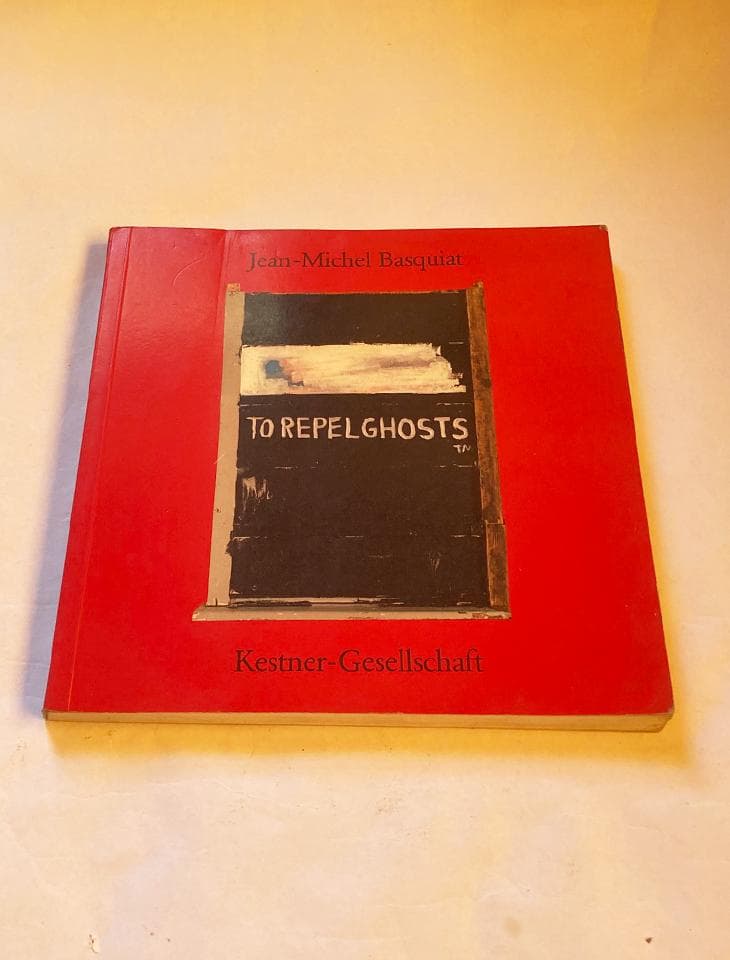 Jean-Michel Basquiat
TO REPEL GHOSTS
TM
Kestner-Gesellschaft